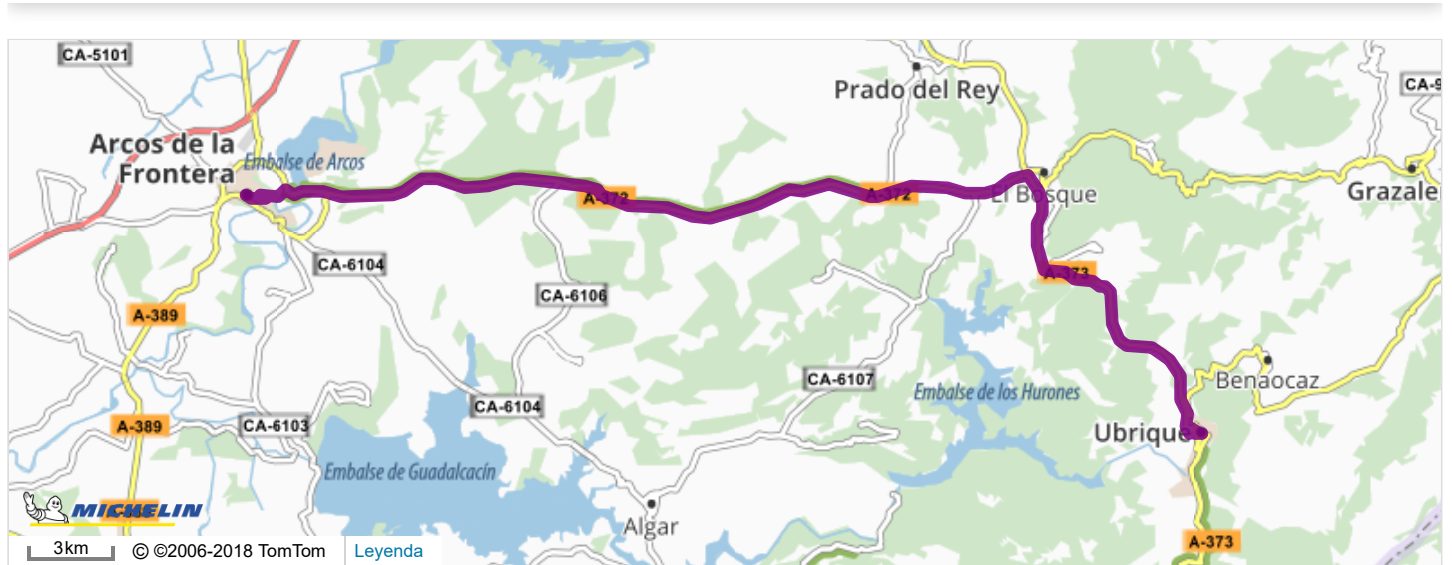 CA-5101
Prado del Rey
CA-9
Arcos de la
Frontera
Embalse de Arcos
A-372
A-372
El Bosque
Grazale
CA-6104
A-373
CA-6106
A-389
CA-6107
Benaocaz
Embalse de los Hurones
CA-6104
A-389
CA-6103
Ubrique
Embalse de Guadalcacín
MICHELIN
Algar
A-373
3km
© ©2006-2018 TomTom
Leyenda